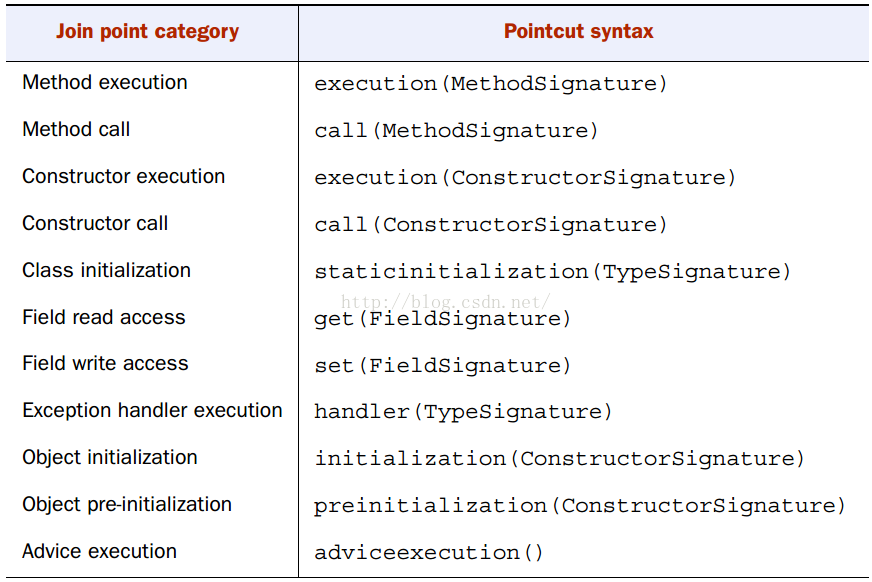 Join point category Pointcut syntax
Method execution execution(MethodSignature)
Method call call(MethodSignature)
Constructor execution execution(ConstructorSignature)
Constructor call call(ConstructorSignature)
Class initialization staticinitialization(TypeSignature)
http://blog.csdn.net/
Field read access get(FieldSignature)
Field write access set(FieldSignature)
Exception handler execution handler(TypeSignature)
Object initialization initialization(ConstructorSignature)
Object pre-initialization preinitialization(ConstructorSignature)
Advice execution adviceexecution()